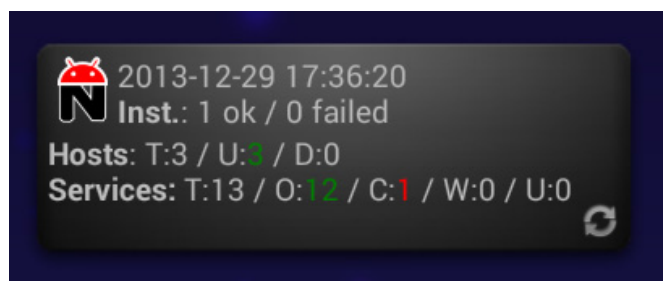 N 2013-12-29 17:36:20
Inst.: 1 ok / 0 failed
Hosts: T:3 / U:3 / D:0
Services: T:13 / O:12 / C:1 / W:0 / U:0